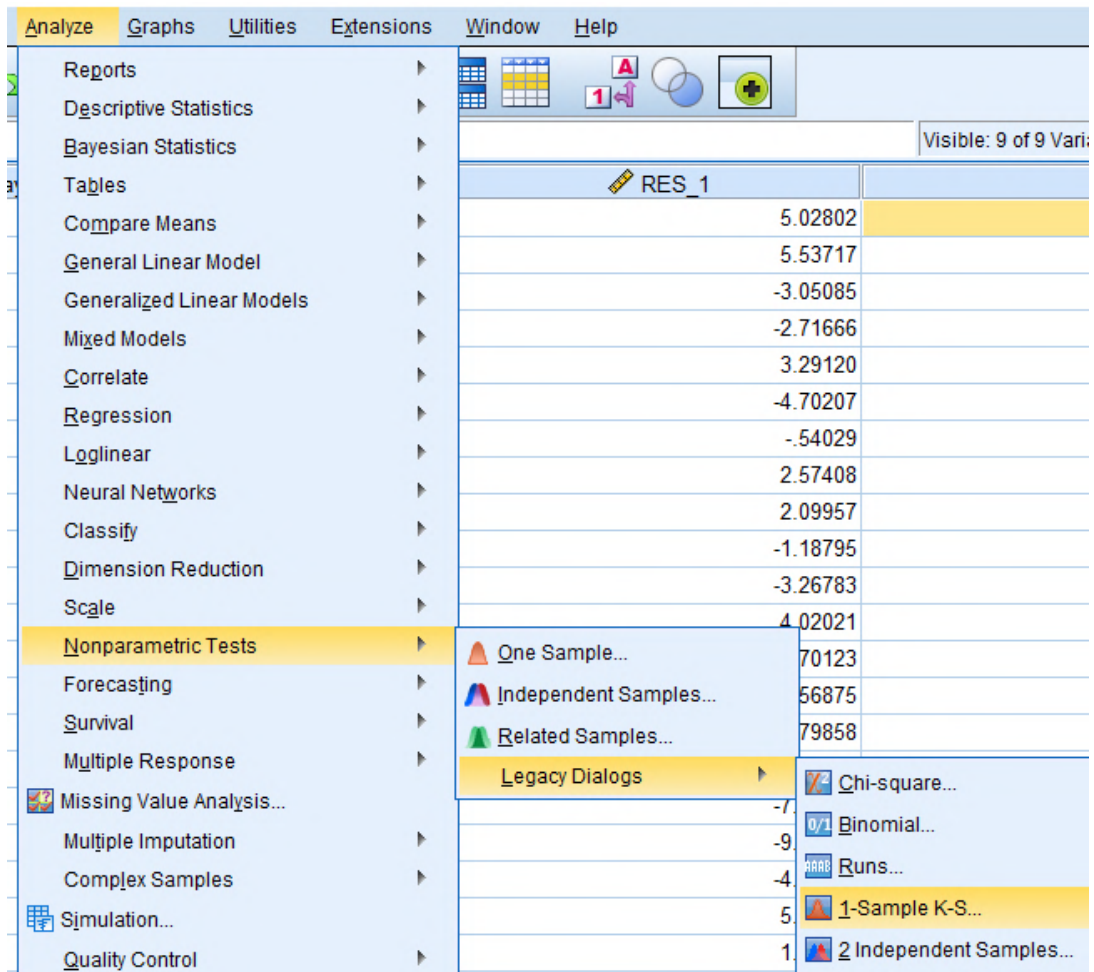 Analyze Graphs Utilities Extensions Window Help
Visible: 9 of 9
RES_1
5.02802
5.53717
-3.05085
-2.71666
3.29120
-4.70207
-.54029
2.57408
2.09957
-1.18795
-3.26783
4.02021
70123
56875
79858
-7.
-9.
-4.
5.
1.
Reports
Descriptive Statistics
Bayesian Statistics
Tables
Compare Means
General Linear Model
Generalized Linear Models
Mixed Models
Correlate
Regression
Loglinear
Neural Networks
Classify
Dimension Reduction
Scale
Nonparametric Tests
Forecasting
Survival
Multiple Response
Missing Value Analysis...
Multiple Imputation
Complex Samples
Simulation...
Quality Control
One Sample...
Independent Samples...
Related Samples...
Legacy Dialogs
Chi-square...
Binomial...
Runs...
1-Sample K-S...
2 Independent Samples...